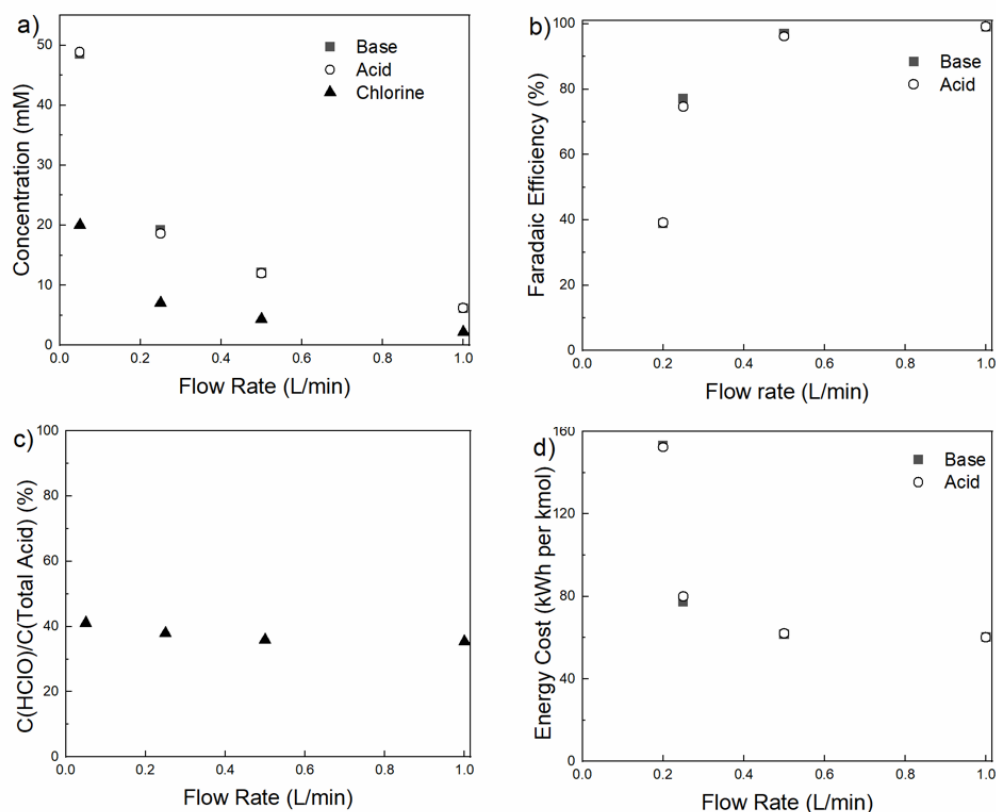 a)
Base
Acid
Chlorine
Concentration (mM)
50
40
30
20
10
0
0.0 0.2 0.4 0.6 0.8 1.0
Flow Rate (L/min)
b)
Base
Acid
Faradaic Efficiency (%)
100
80
60
40
20
0
0.0 0.2 0.4 0.6 0.8 1.0
Flow rate (L/min)
c)
C(HClO)/C(Total Acid) (%)
100
80
60
40
20
0
0.0 0.2 0.4 0.6 0.8 1.0
Flow Rate (L/min)
d)
Base
Acid
Energy Cost (kWh per kmol)
160
120
80
40
0
0.0 0.2 0.4 0.6 0.8 1.0
Flow Rate (L/min)